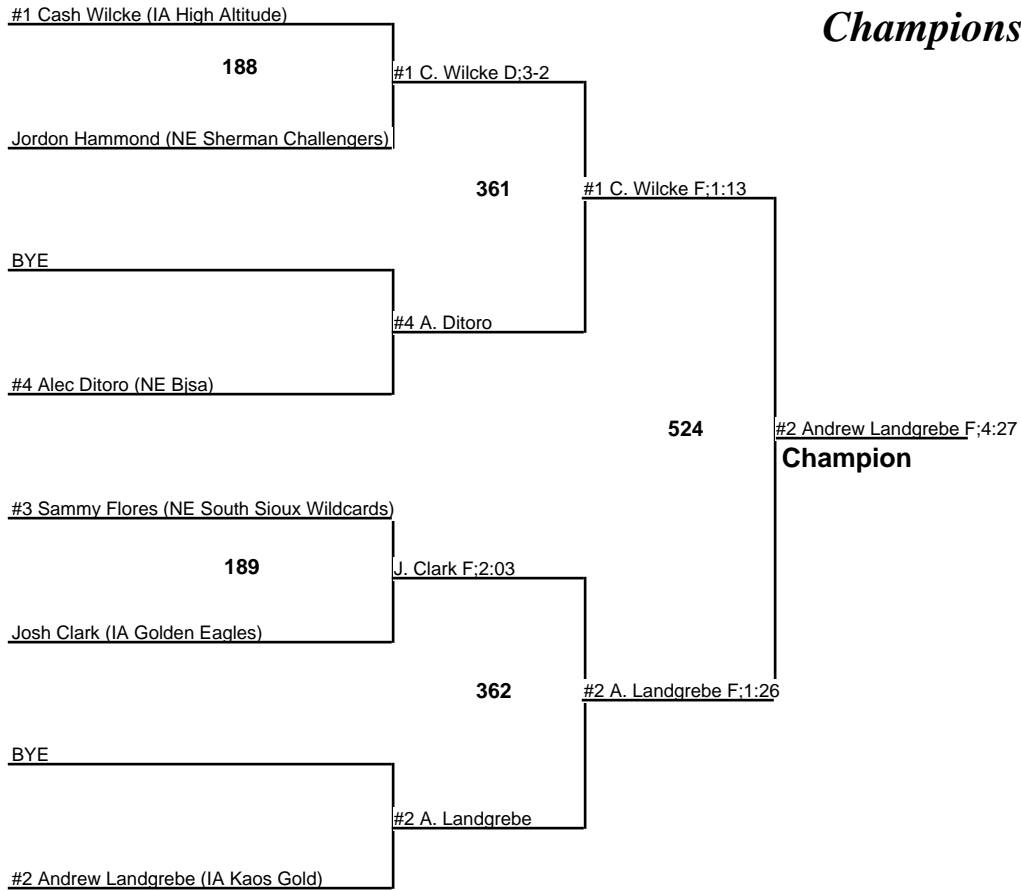 #1 Cash Wilcke (IA High Altitude)
Champions
188
#1 C. Wilcke D;3-2
Jordon Hammond (NE Sherman Challengers)
361
#1 C. Wilcke F;1:13
BYE
#4 A. Ditoro
#4 Alec Ditoro (NE Bjsa)
524
#2 Andrew Landgrebe F;4:27
Champion
#3 Sammy Flores (NE South Sioux Wildcards)
189
J. Clark F;2:03
Josh Clark (IA Golden Eagles)
362
#2 A. Landgrebe F;1:26
BYE
#2 A. Landgrebe
#2 Andrew Landgrebe (IA Kaos Gold)